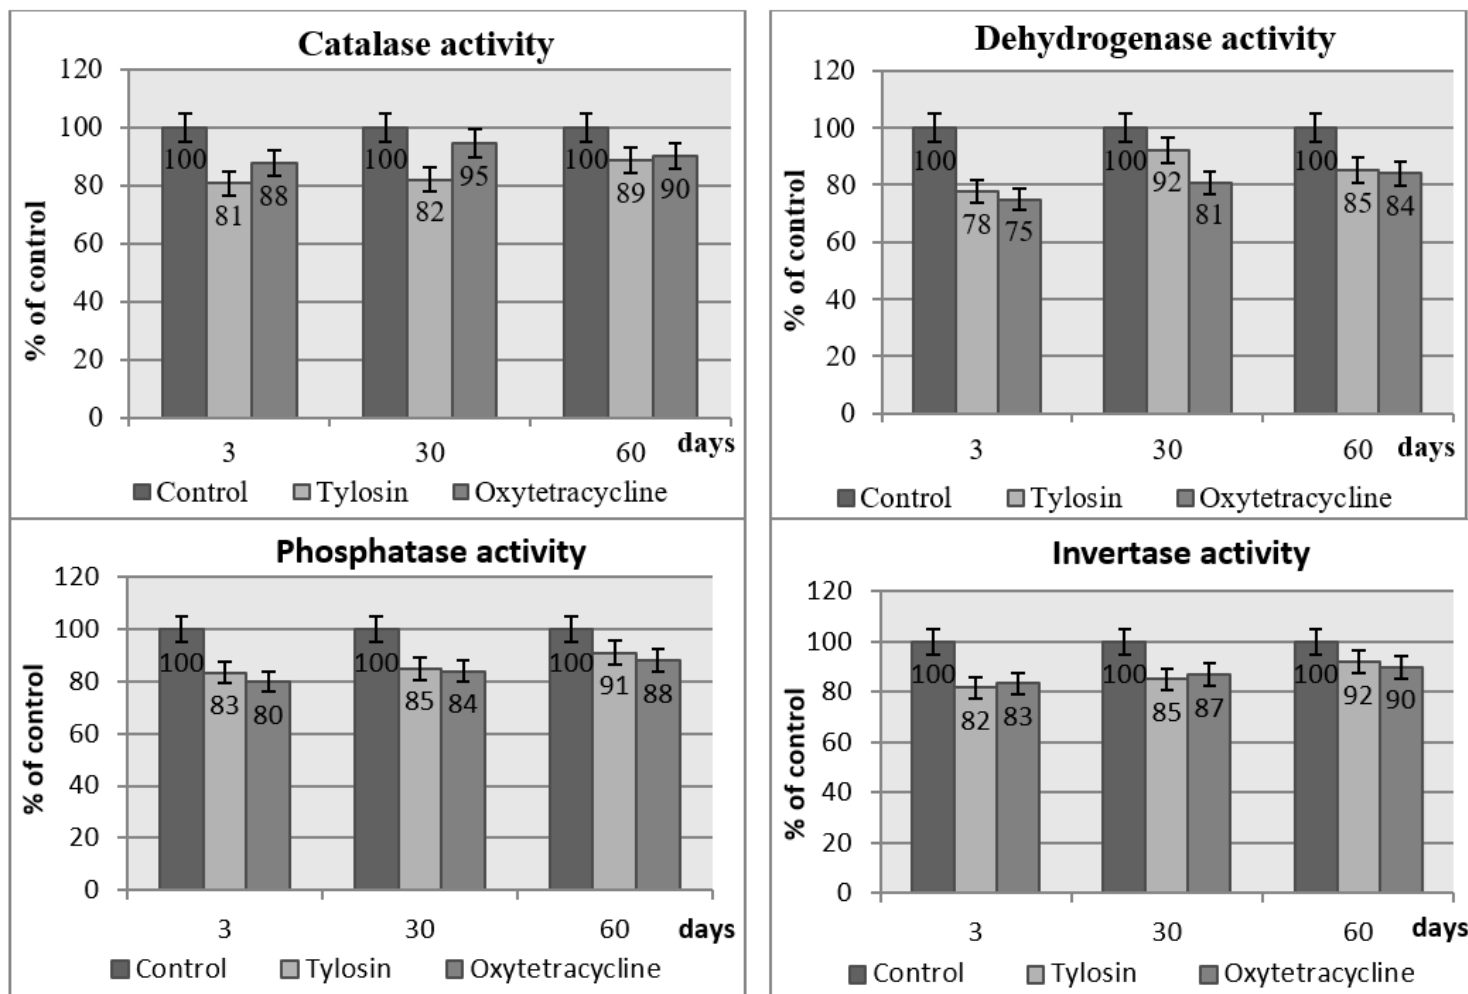 Catalase activity
120
100
80
60
40
20
0
% of control
100 81 88 100 82 95 100 89 90
3 30 60 days
Control Tylosin Oxytetracycline
Dehydrogenase activity
120
100
80
60
40
20
0
% of control
100 78 75 100 92 81 100 85 84
3 30 60 days
Control Tylosin Oxytetracycline
Phosphatase activity
120
100
80
60
40
20
0
% of control
100 83 80 100 85 84 100 91 88
3 30 60 days
Control Tylosin Oxytetracycline
Invertase activity
120
100
80
60
40
20
0
% of control
100 82 83 100 85 87 100 92 90
3 30 60 days
Control Tylosin Oxytetracycline